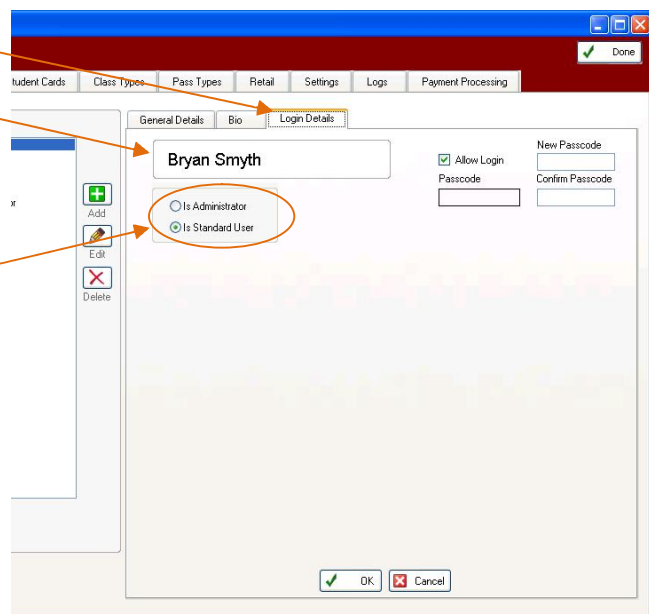 Done
tudent Cards Class Types Pass Types Retail Settings Logs Payment Processing
General Details Bio Login Details
Bryan Smyth
Allow Login
New Passcode
Passcode Confirm Passcode
Is Administrator
Is Standard User
or
Add
Edit
Delete
OK Cancel